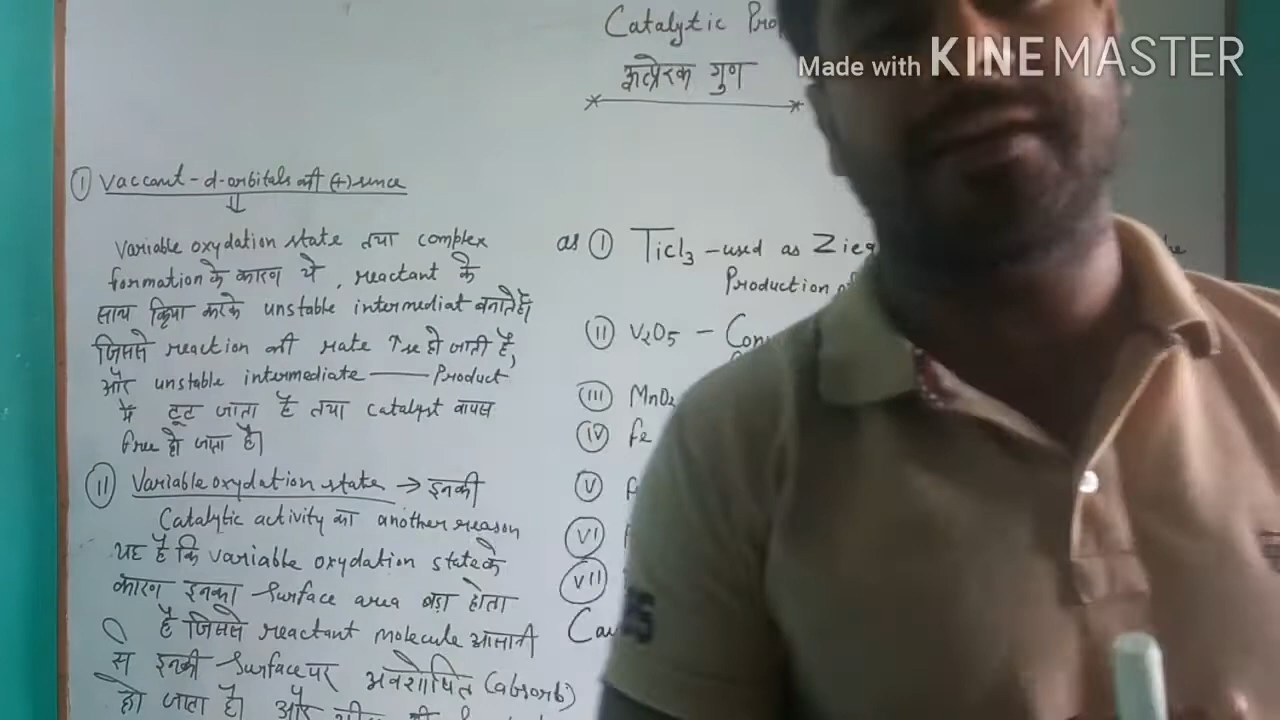 Catalytic Pro
Made with KINEMASTER
उत्प्रेरक गुण
① Vaccant-d-orbitals की (+)sence
Variable oxydation state तथा complex
formation के कारण ये, reactant के
साथ क्रिया करके unstable intermediat बनाते हैं।
जिससे reaction की rate ↑se हो जाती है,
और unstable intermediate — Product
में टूट जाता है तथा catalyst वापस
free हो जाता है।
⑪ Variable oxydation state → इनकी
Catalytic activity का another reason
यह है कि variable oxydation state के
कारण इनका Surface area बड़ा होता
है जिससे reactant molecule आसानी
से इनकी Surface पर अवशोषित (absorb)
हो जाता है। और
as ① TiCl₃ - used as Zieg
Production of
⑪ V₂O₅ - Con
(III) MnO₂
(IV) Fe
(V)
(VI)
(VII)
Cau